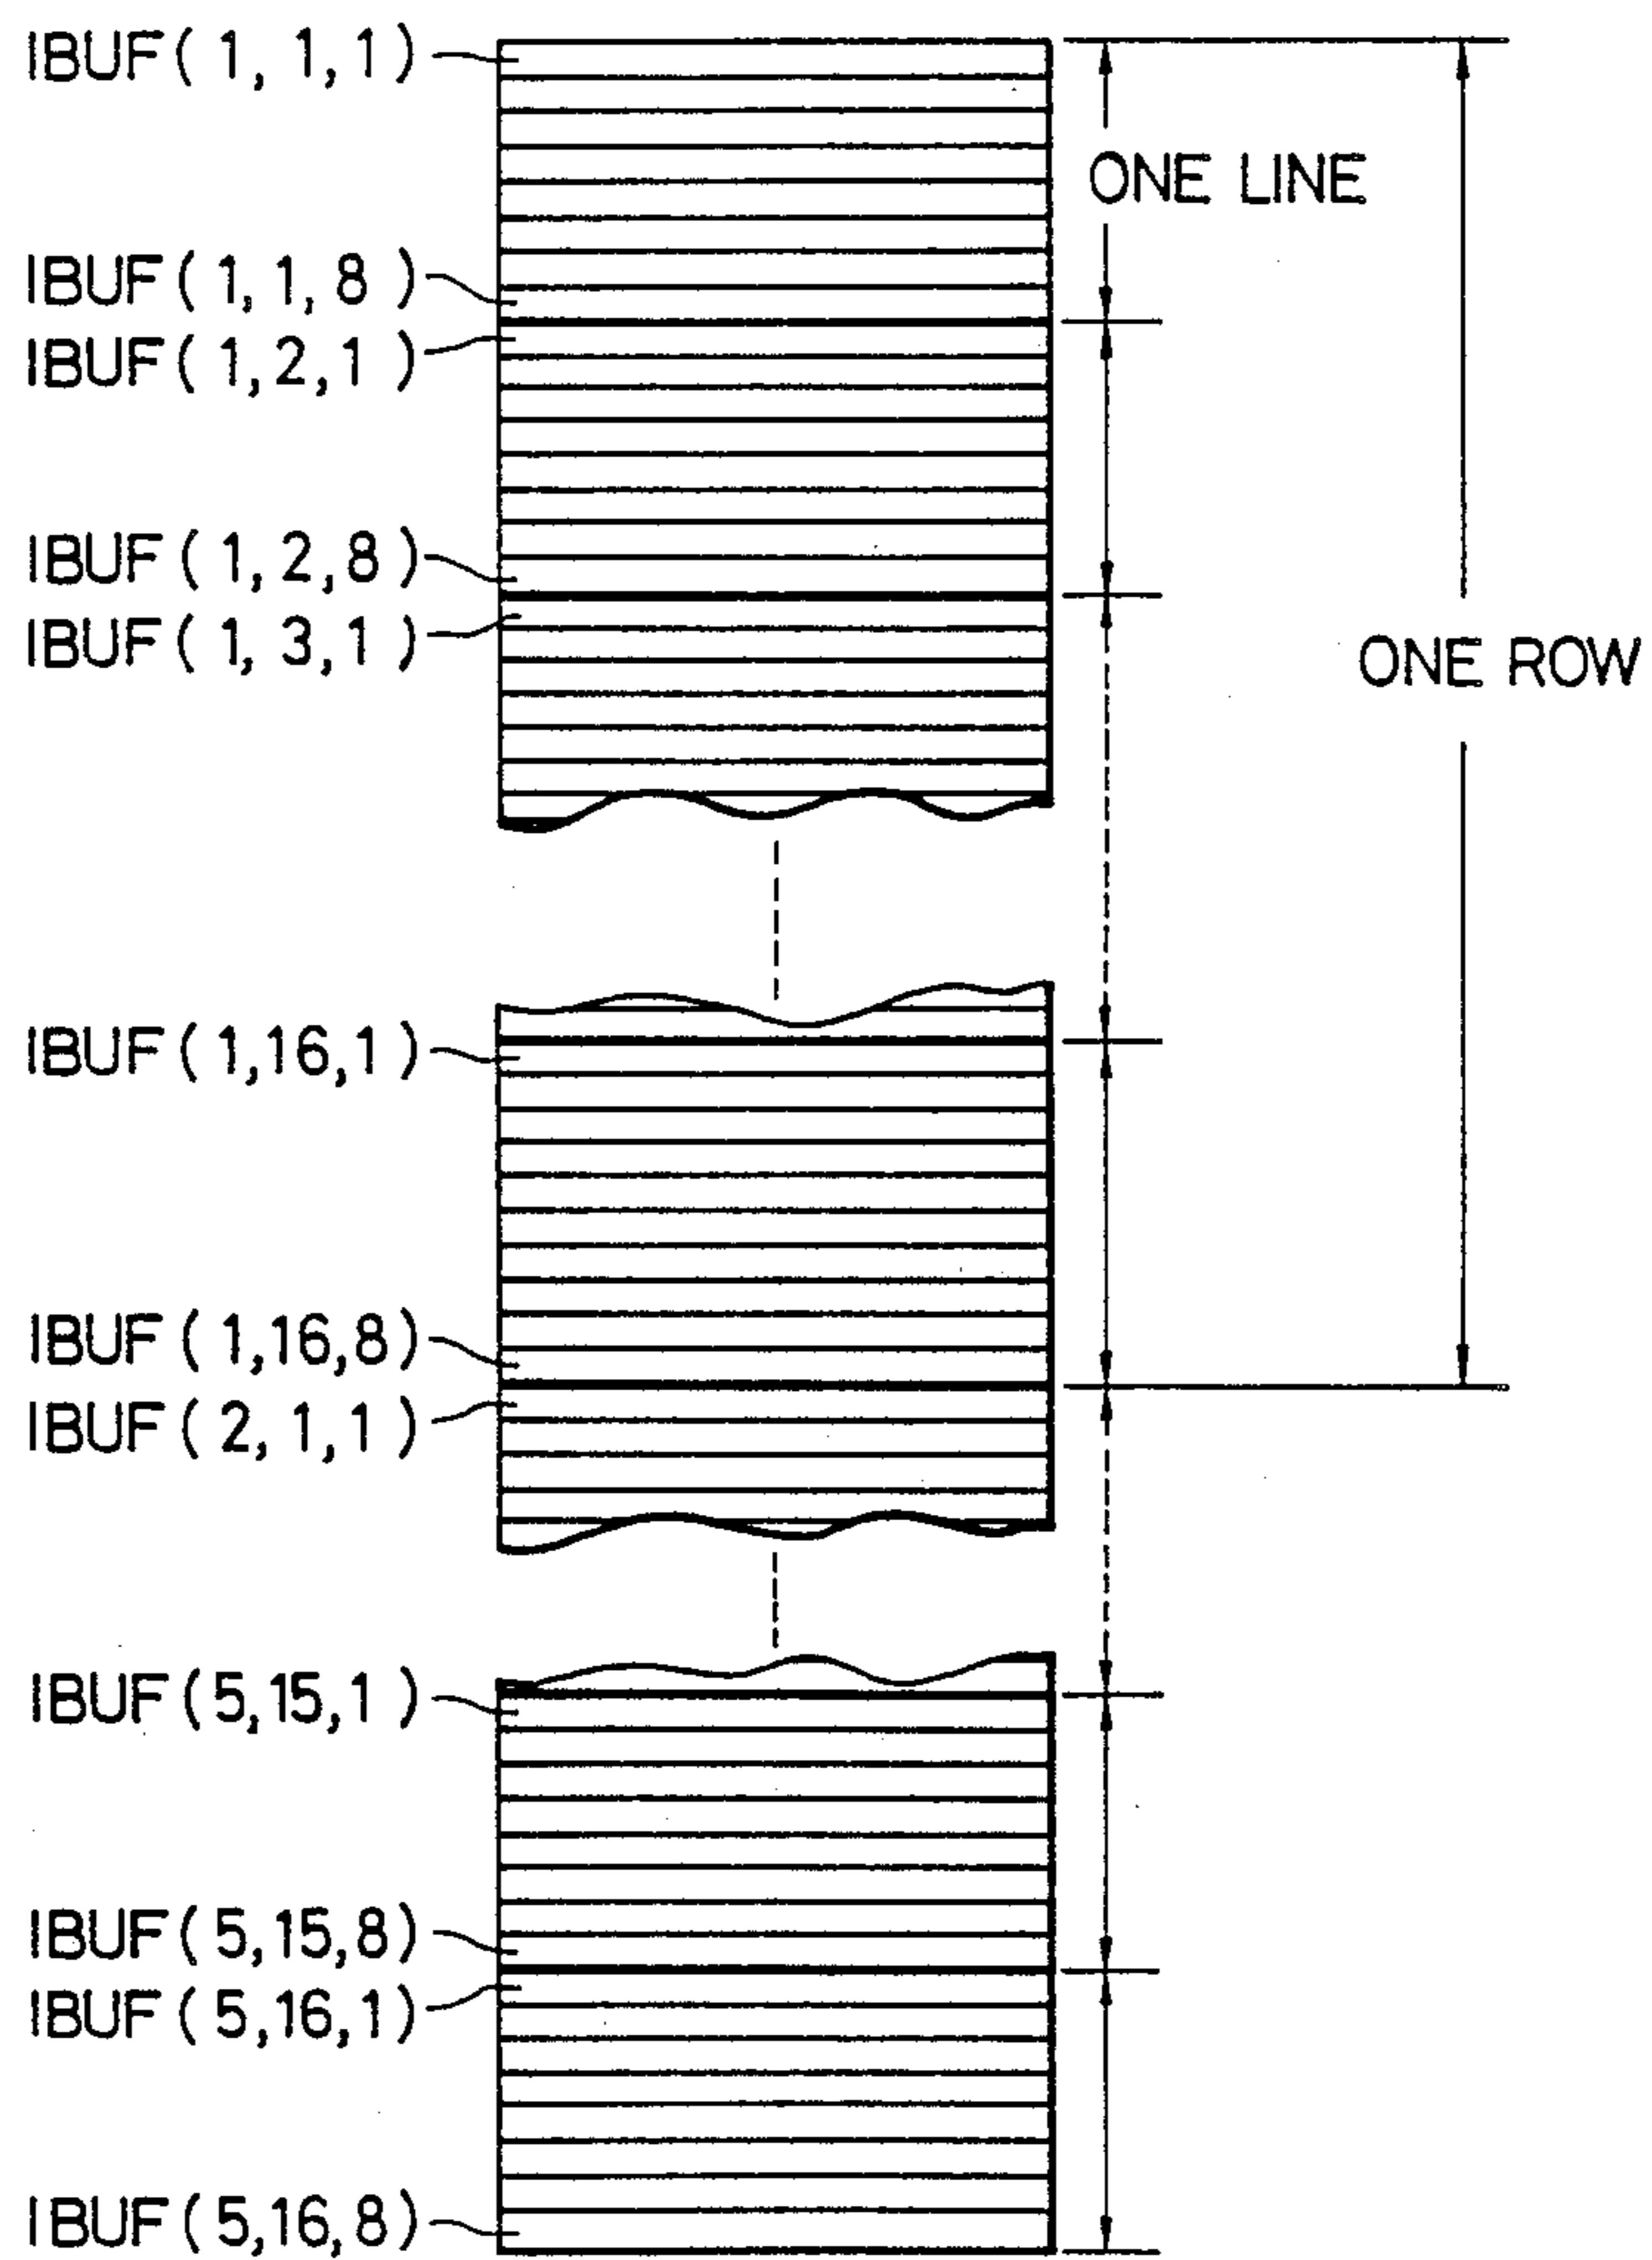 IBUF(1, 1,1)
ONE LINE
IBUF(1,1,8)
IBUF(1,2,1)
IBUF(1,2,8)
IBUF(1,3,1)
ONE ROW
IBUF(1,16,1)
IBUF(1,16,8)
IBUF(2,1,1)
IBUF(5,15,1)
IBUF(5,15,8)
IBUF(5,16,1)
IBUF(5,16,8)